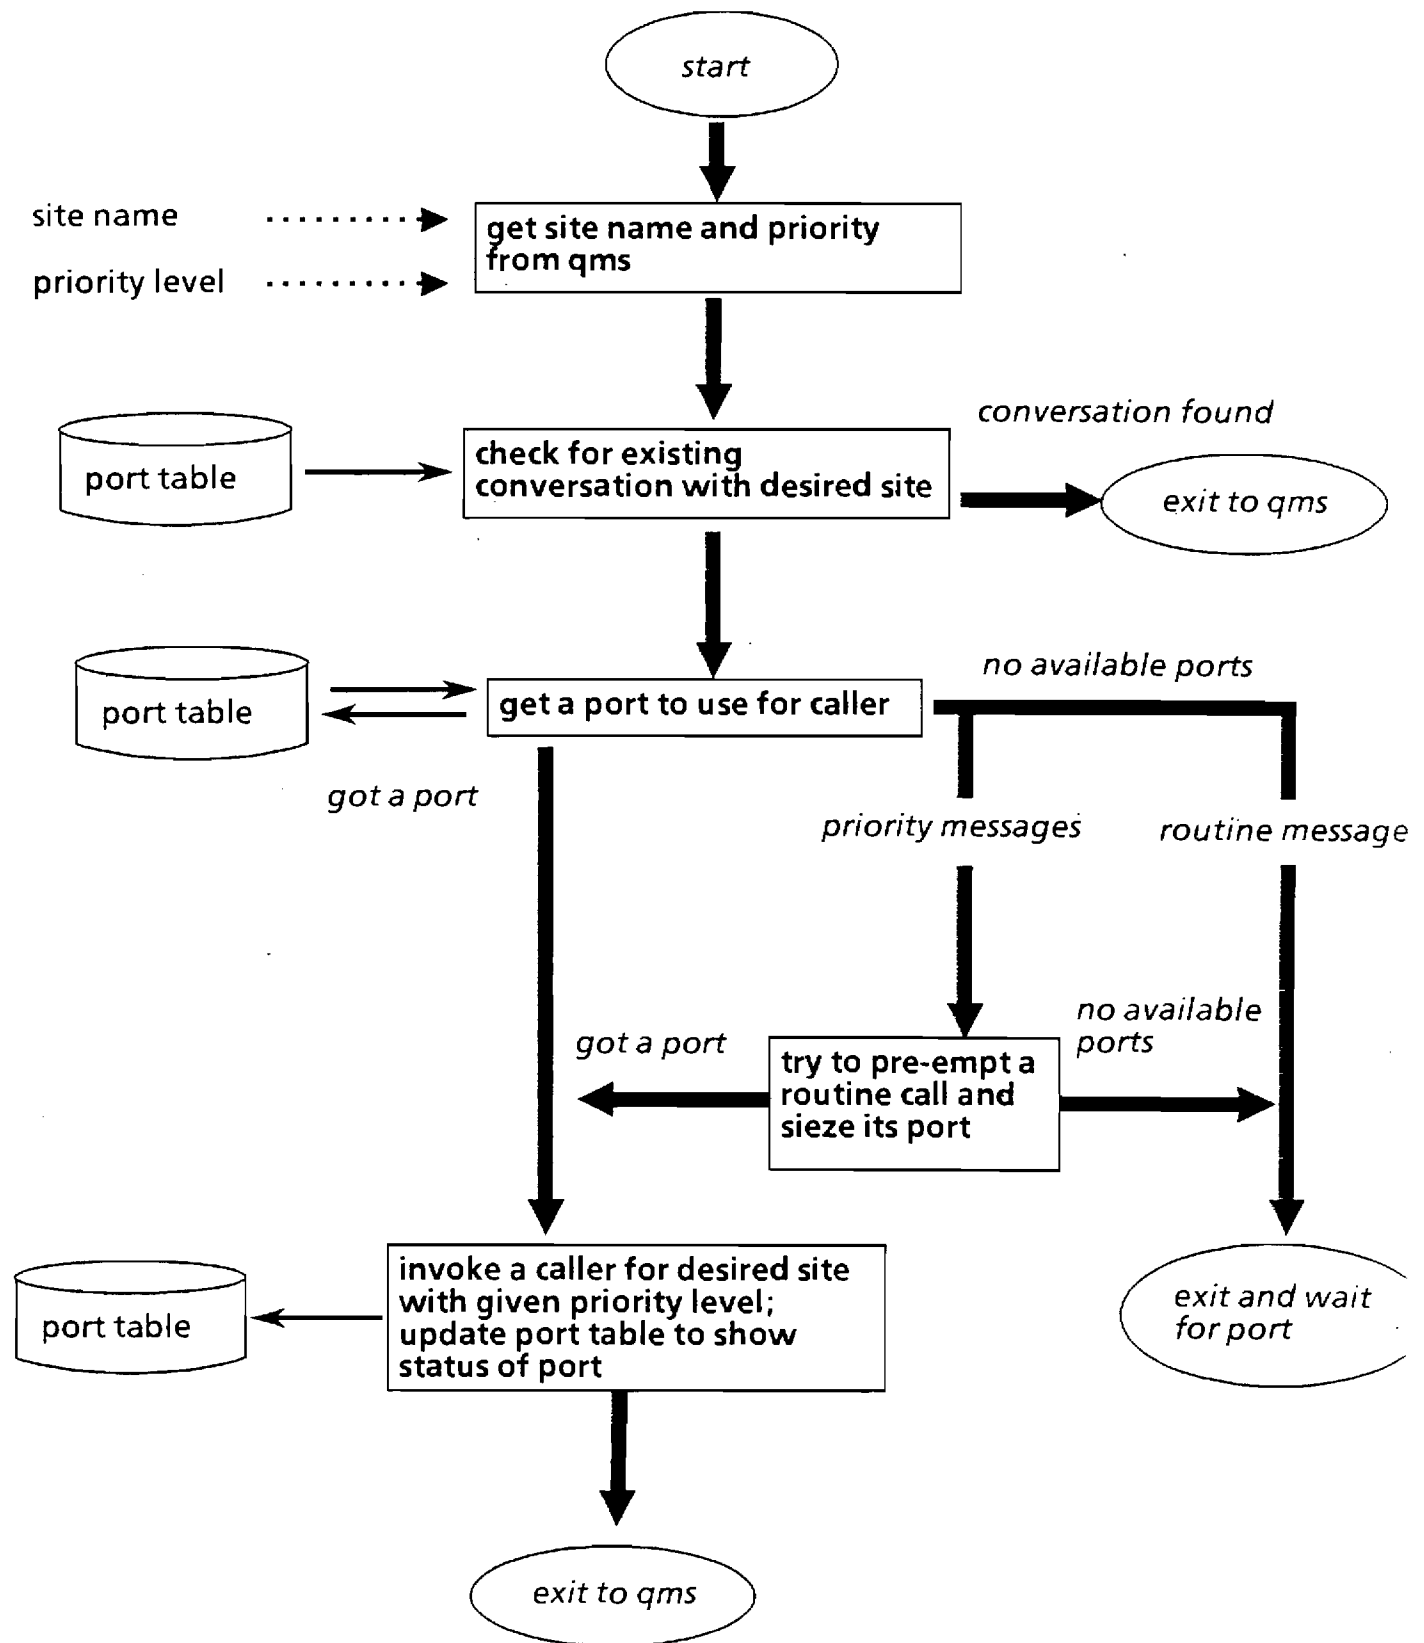 start
site name
get site name and priority
from qms
priority level
conversation found
port table
check for existing
conversation with desired site
exit to qms
no available ports
port table
get a port to use for caller
got a port
priority messages
routine message
no available
ports
got a port
try to pre-empt a
routine call and
sieze its port
port table
invoke a caller for desired site
with given priority level;
update port table to show
status of port
exit and wait
for port
exit to qms